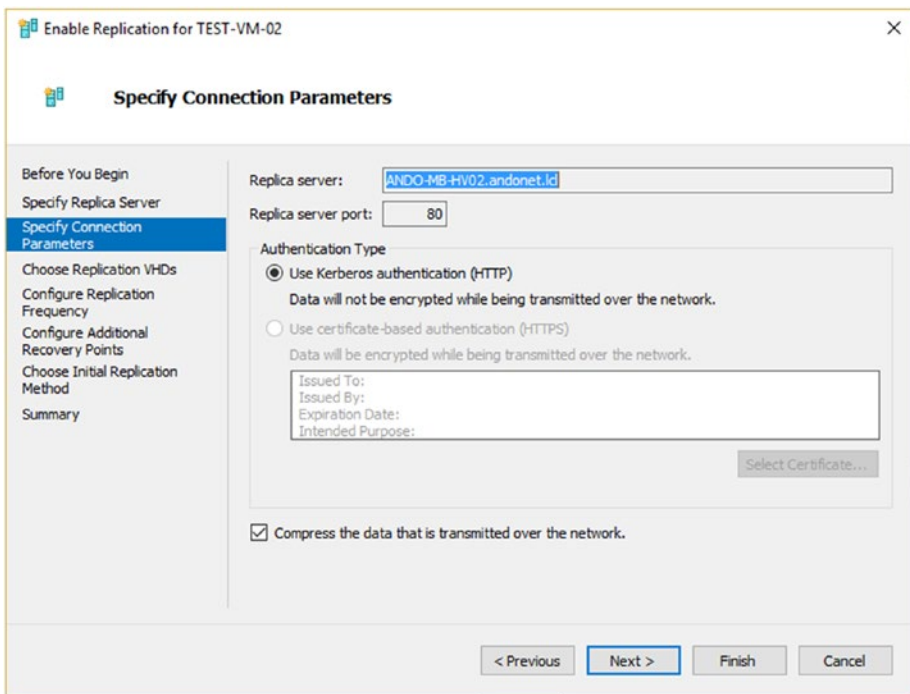 Enable Replication for TEST-VM-02
Specify Connection Parameters
Before You Begin
Specify Replica Server
Specify Connection
Parameters
Choose Replication VHDs
Configure Replication
Frequency
Configure Additional
Recovery Points
Choose Initial Replication
Method
Summary
Replica server: ANDO-MB-HV02.andonet.lcl
Replica server port: 80
Authentication Type
Use Kerberos authentication (HTTP)
Data will not be encrypted while being transmitted over the network.
Use certificate-based authentication (HTTPS)
Data will be encrypted while being transmitted over the network.
Issued To:
Issued By:
Expiration Date:
Intended Purpose:
Select Certificate...
Compress the data that is transmitted over the network.
< Previous
Next >
Finish
Cancel